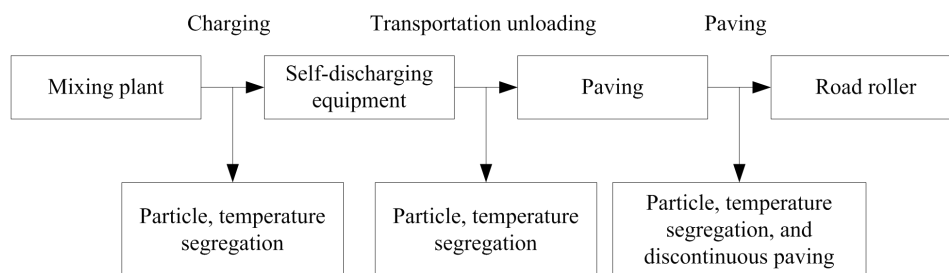 Charging
Transportation unloading
Paving
Mixing plant
Self-discharging
equipment
Paving
Road roller
Particle, temperature
segregation
Particle, temperature
segregation
Particle, temperature
segregation, and
discontinuous paving